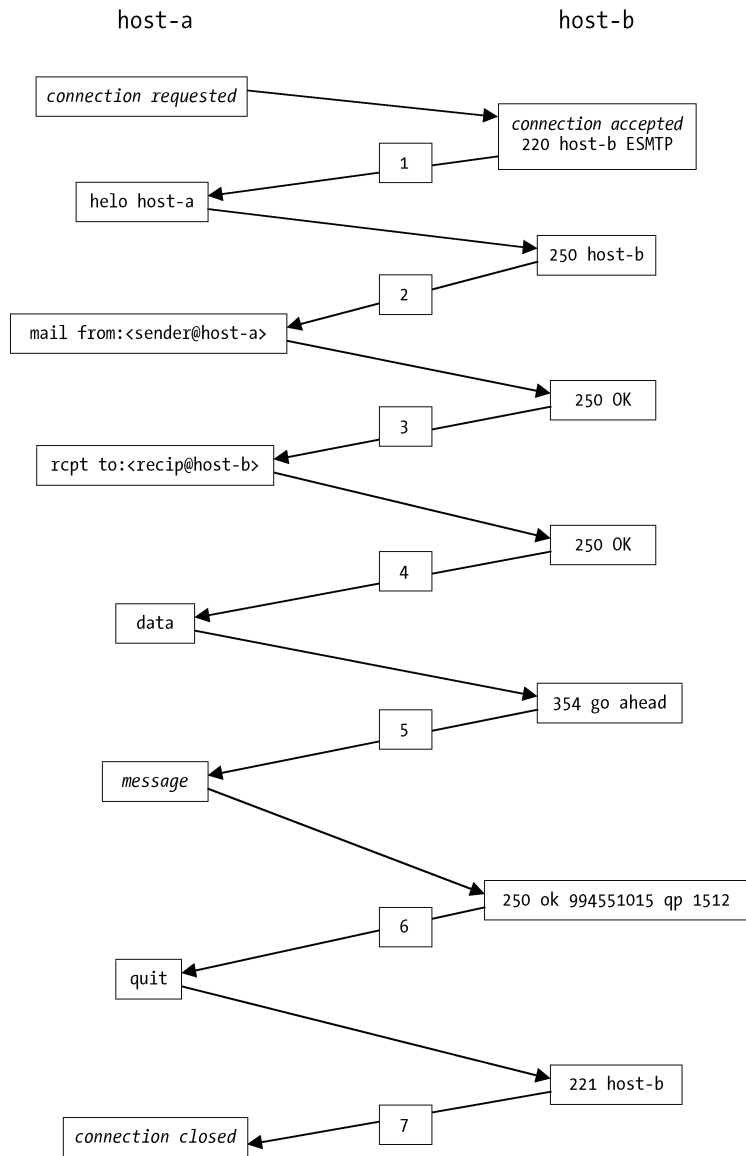 host-a
host-b
connection requested
connection accepted
220 host-b ESMTP
1
helo host-a
250 host-b
2
mail from:<sender@host-a>
250 OK
3
rcpt to:<recip@host-b>
250 OK
4
data
354 go ahead
5
message
250 ok 994551015 qp 1512
6
quit
221 host-b
7
connection closed